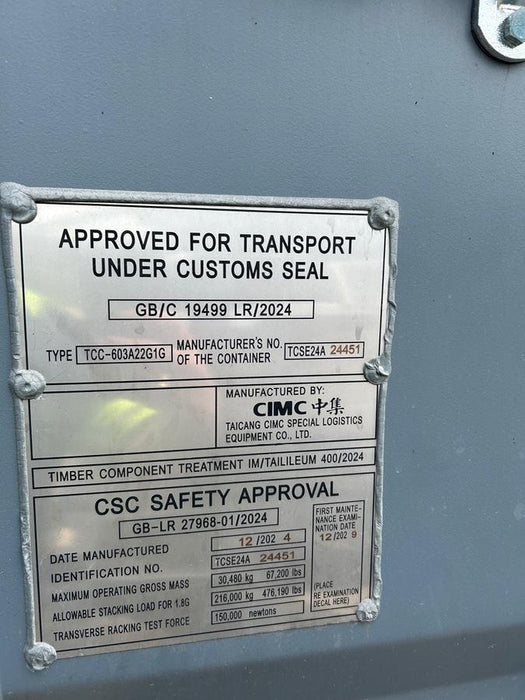 APPROVED FOR TRANSPORT
UNDER CUSTOMS SEAL
GB/C 19499 LR/2024
TYPE TCC-603A22G1G
MANUFACTURER'S NO.
OF THE CONTAINER TCSE24A 24451
MANUFACTURED BY:
CIMC 中集
TAICANG CIMC SPECIAL LOGISTICS
EQUIPMENT CO., LTD.
TIMBER COMPONENT TREATMENT IM/TAILILEUM 400/2024
CSC SAFETY APPROVAL
GB-LR 27968-01/2024
DATE MANUFACTURED 12 /202 4
IDENTIFICATION NO. TCSE24A 24451
MAXIMUM OPERATING GROSS MASS 30,480 kg 67,200 lbs
ALLOWABLE STACKING LOAD FOR 1.8G 216,000 kg 476,190 lbs
TRANSVERSE RACKING TEST FORCE 150,000 newtons
FIRST MAINTE-
NANCE EXAMI-
NATION DATE
12 /202 9
(PLACE
RE EXAMINATION
DECAL HERE)